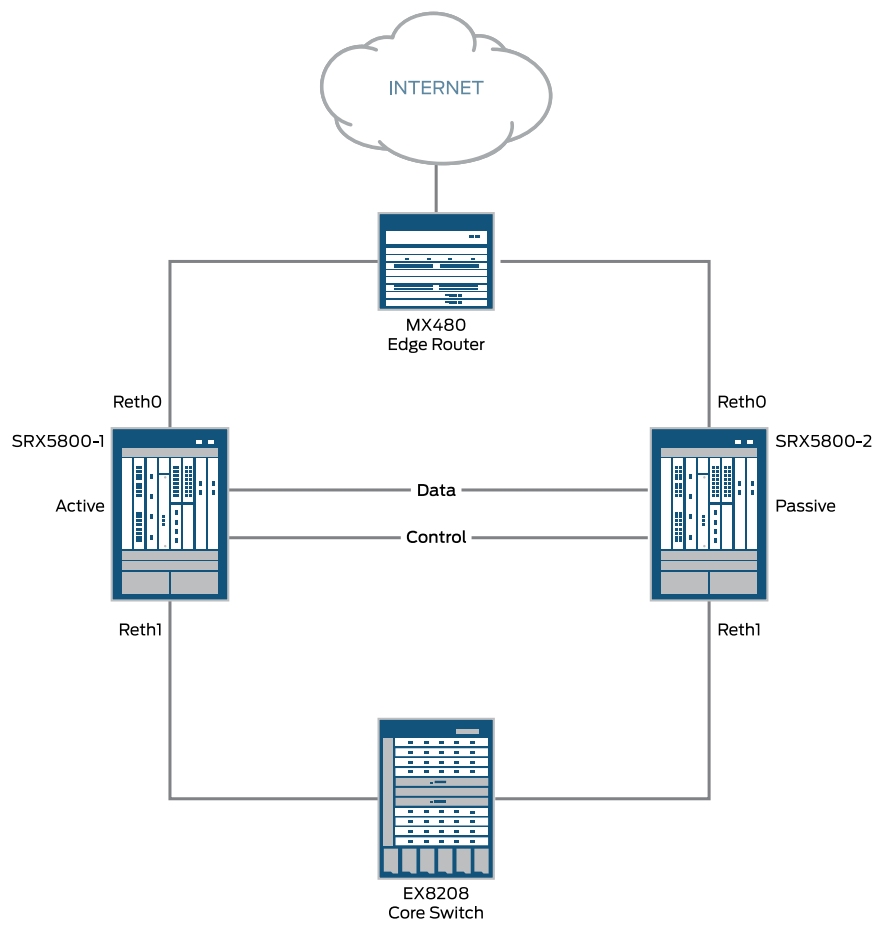 INTERNET
MX480
Edge Router
Reth0
Reth0
SRX5800-1
SRX5800-2
Data
Active
Passive
Control
Reth1
Reth1
EX8208
Core Switch